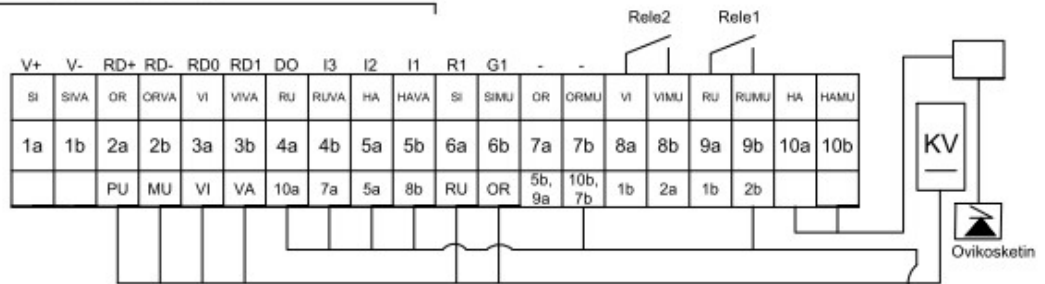 Rele2 Rele1
V+ V- RD+ RD- RD0 RD1 DO I3 I2 I1 R1 G1 - -
SI SIVA OR ORVA VI VIVA RU RUVA HA HAVA SI SIMU OR ORMU VI VIMU RU RUMU HA HAMU
1a 1b 2a 2b 3a 3b 4a 4b 5a 5b 6a 6b 7a 7b 8a 8b 9a 9b 10a 10b
KV
PU MU VI VA 10a 7a 5a 8b RU OR 5b, 9a 10b, 7b 1b 2a 1b 2b
Ovikosketin